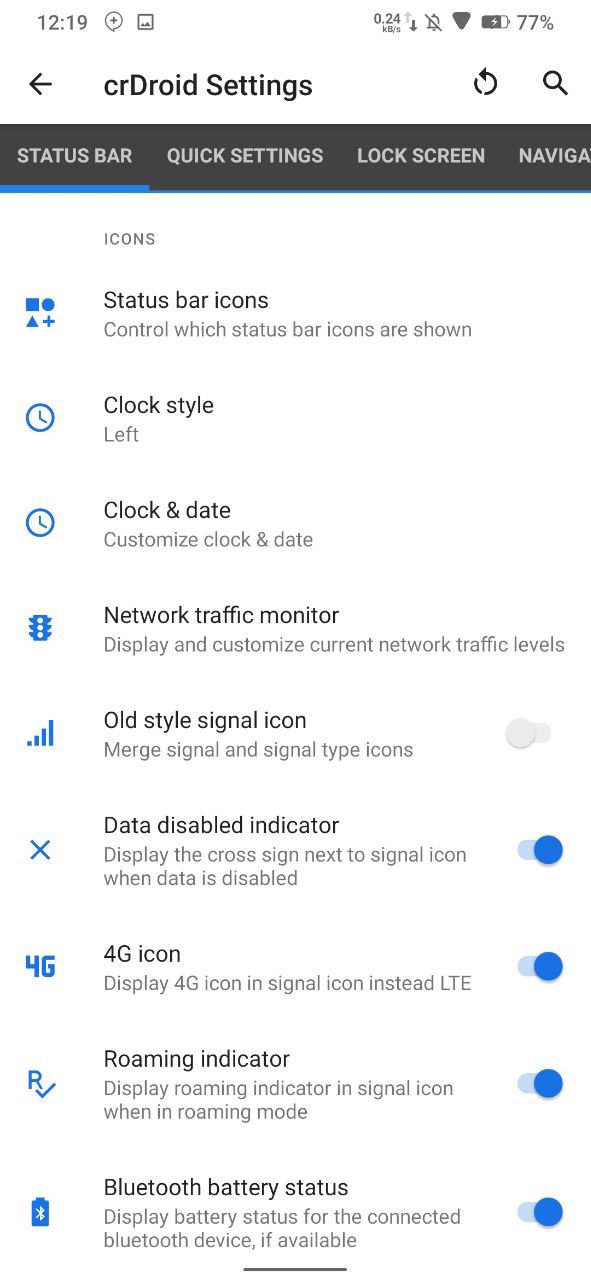 12:19 0.24 kB/s 77%
crDroid Settings
STATUS BAR QUICK SETTINGS LOCK SCREEN NAVIGA
ICONS
Status bar icons
Control which status bar icons are shown
Clock style
Left
Clock & date
Customize clock & date
Network traffic monitor
Display and customize current network traffic levels
Old style signal icon
Merge signal and signal type icons
Data disabled indicator
Display the cross sign next to signal icon
when data is disabled
4G
4G icon
Display 4G icon in signal icon instead LTE
R
Roaming indicator
Display roaming indicator in signal icon
when in roaming mode
Bluetooth battery status
Display battery status for the connected
bluetooth device, if available